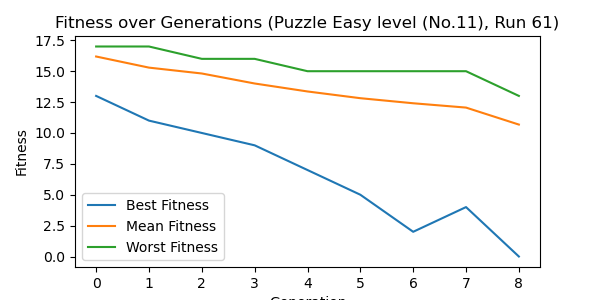 Fitness over Generations (Puzzle Easy level (No.11), Run 61)
17.5
15.0
12.5
10.0
7.5
5.0
2.5
0.0
Fitness
Best Fitness
Mean Fitness
Worst Fitness
0 1 2 3 4 5 6 7 8
Generation